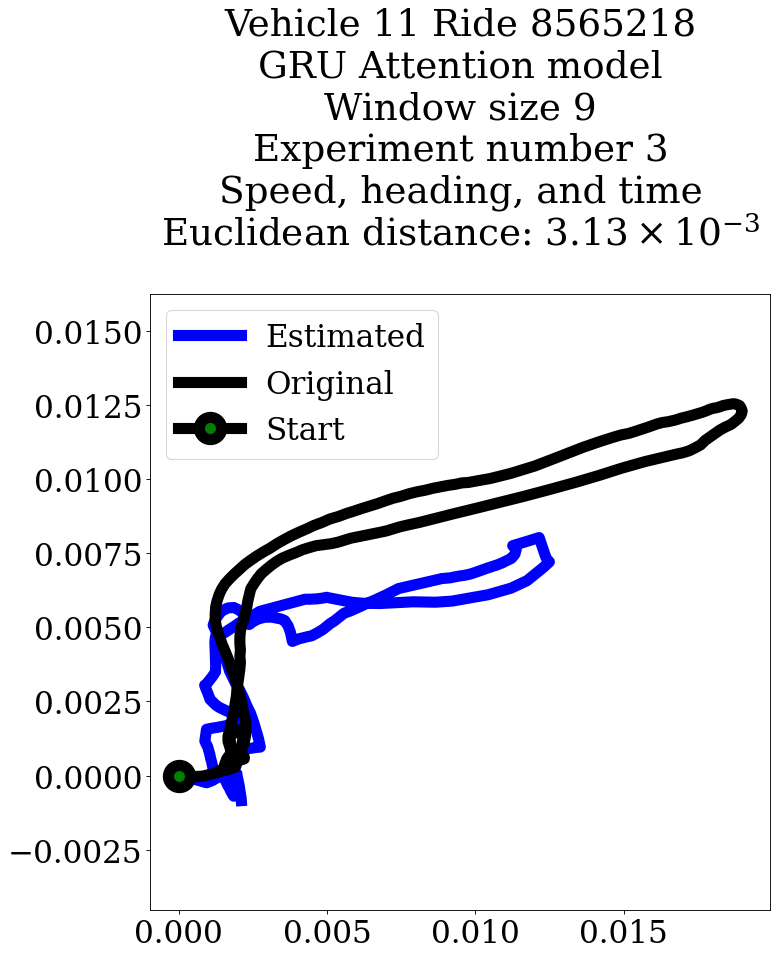 Vehicle 11 Ride 8565218
GRU Attention model
Window size 9
Experiment number 3
Speed, heading, and time
Euclidean distance: 3.13 × 10⁻³
Estimated
Original
Start
0.0150
0.0125
0.0100
0.0075
0.0050
0.0025
0.0000
−0.0025
0.000 0.005 0.010 0.015